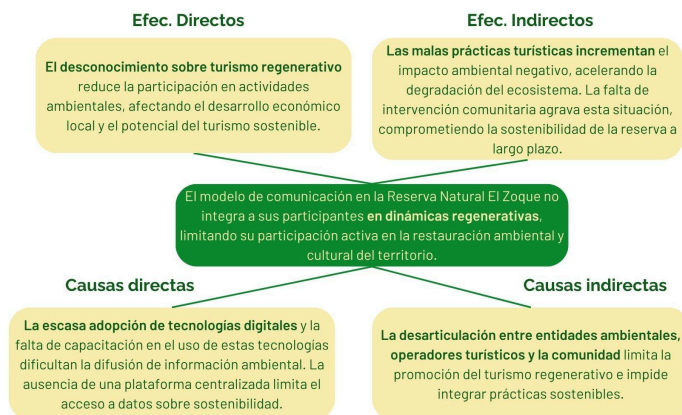 Efec. Directos
El desconocimiento sobre turismo regenerativo
reduce la participación en actividades
ambientales, afectando el desarrollo económico
local y el potencial del turismo sostenible.
Efec. Indirectos
Las malas prácticas turísticas incrementan el
impacto ambiental negativo, acelerando la
degradación del ecosistema. La falta de
intervención comunitaria agrava esta situación,
comprometiendo la sostenibilidad de la reserva a
largo plazo.
El modelo de comunicación en la Reserva Natural El Zoque no
integra a sus participantes en dinámicas regenerativas,
limitando su participación activa en la restauración ambiental y
cultural del territorio.
Causas directas
La escasa adopción de tecnologías digitales y la
falta de capacitación en el uso de estas tecnologías
dificultan la difusión de información ambiental. La
ausencia de una plataforma centralizada limita el
acceso a datos sobre sostenibilidad.
Causas indirectas
La desarticulación entre entidades ambientales,
operadores turísticos y la comunidad limita la
promoción del turismo regenerativo e impide
integrar prácticas sostenibles.